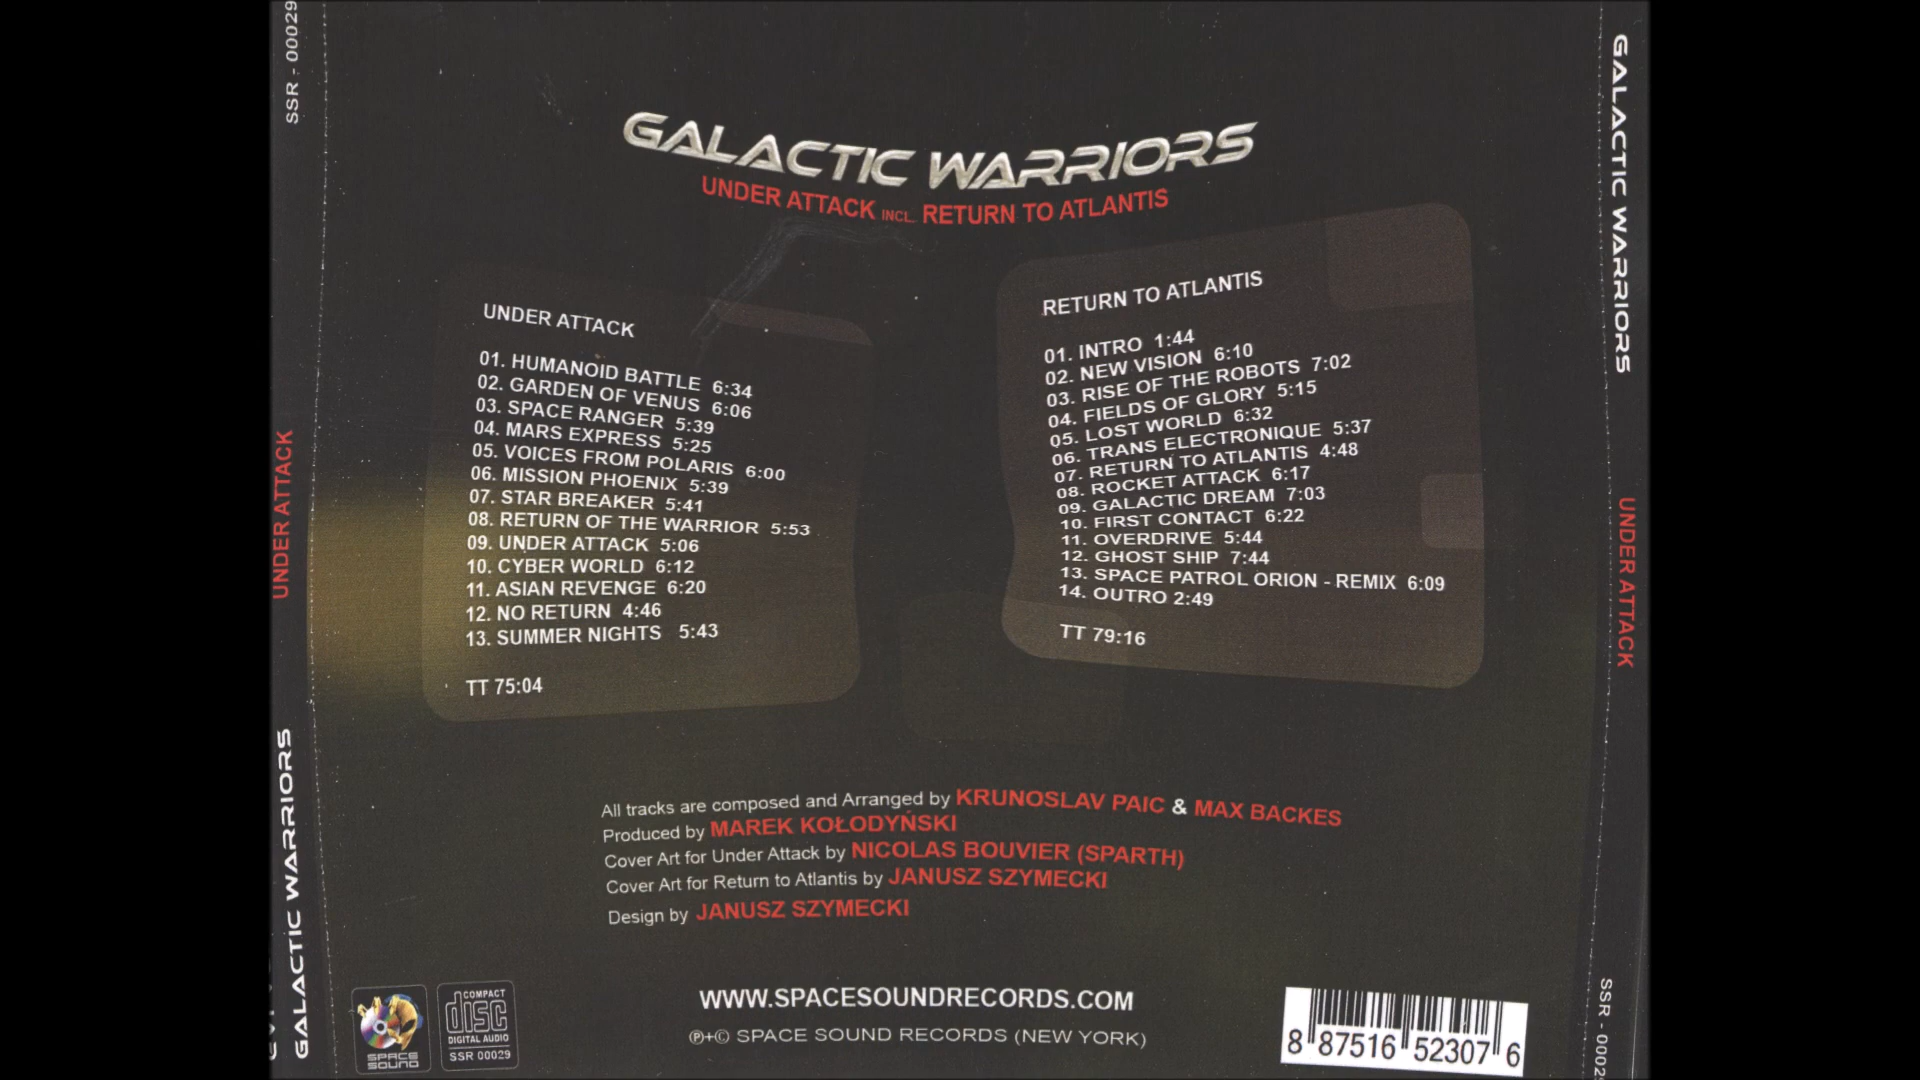 SSR - 00029
UNDER ATTACK
GALACTIC WARRIORS
GALACTIC WARRIORS
UNDER ATTACK INCL. RETURN TO ATLANTIS
UNDER ATTACK
01. HUMANOID BATTLE 6:34
02. GARDEN OF VENUS 6:06
03. SPACE RANGER 5:39
04. MARS EXPRESS 5:25
05. VOICES FROM POLARIS 6:00
06. MISSION PHOENIX 5:39
07. STAR BREAKER 5:41
08. RETURN OF THE WARRIOR 5:53
09. UNDER ATTACK 5:06
10. CYBER WORLD 6:12
11. ASIAN REVENGE 6:20
12. NO RETURN 4:46
13. SUMMER NIGHTS 5:43
TT 75:04
RETURN TO ATLANTIS
01. INTRO 1:44
02. NEW VISION 6:10
03. RISE OF THE ROBOTS 7:02
04. FIELDS OF GLORY 5:15
05. LOST WORLD 6:32
06. TRANS ELECTRONIQUE 5:37
07. RETURN TO ATLANTIS 4:48
08. ROCKET ATTACK 6:17
09. GALACTIC DREAM 7:03
10. FIRST CONTACT 6:22
11. OVERDRIVE 5:44
12. GHOST SHIP 7:44
13. SPACE PATROL ORION - REMIX 6:09
14. OUTRO 2:49
TT 79:16
All tracks are composed and Arranged by KRUNOSLAV PAIC & MAX BACKES
Produced by MAREK KOŁODYŃSKI
Cover Art for Under Attack by NICOLAS BOUVIER (SPARTH)
Cover Art for Return to Atlantis by JANUSZ SZYMECKI
Design by JANUSZ SZYMECKI
SPACE
SOUND
COMPACT
disc
DIGITAL AUDIO
SSR 00029
WWW.SPACESOUNDRECORDS.COM
℗+© SPACE SOUND RECORDS (NEW YORK)
8 87516 52307 6
GALACTIC WARRIORS
UNDER ATTACK
SSR - 00029